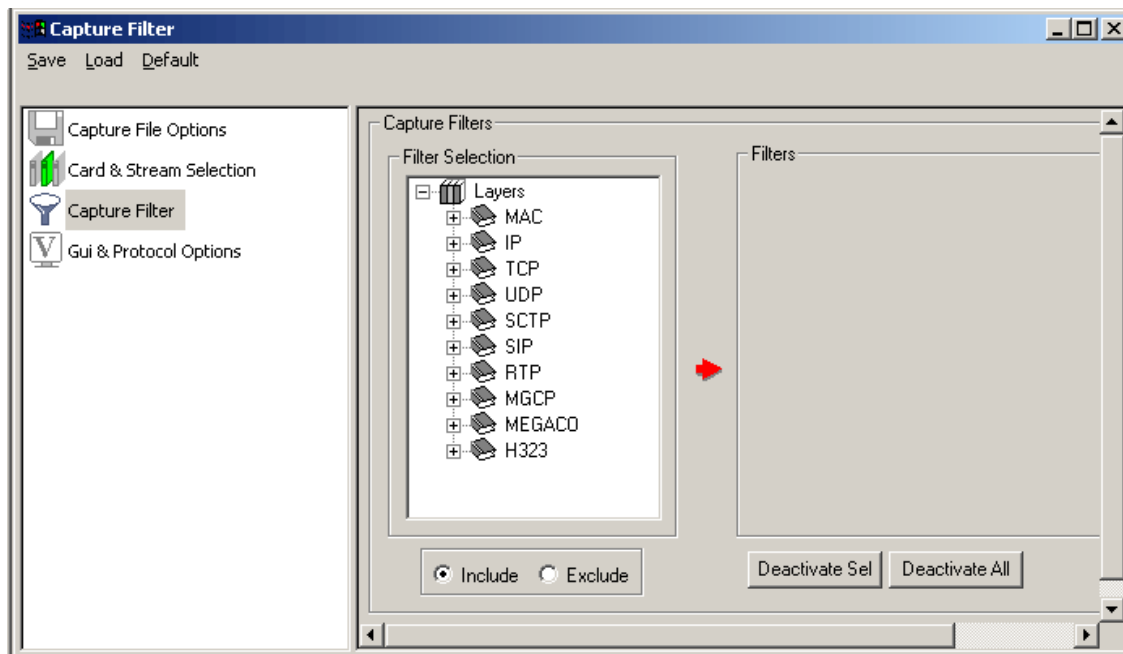 Capture Filter
Save Load Default
Capture File Options
Card & Stream Selection
Capture Filter
Gui & Protocol Options
Capture Filters
Filter Selection
Layers
MAC
IP
TCP
UDP
SCTP
SIP
RTP
MGCP
MEGACO
H323
Include Exclude
Filters
Deactivate Sel Deactivate All